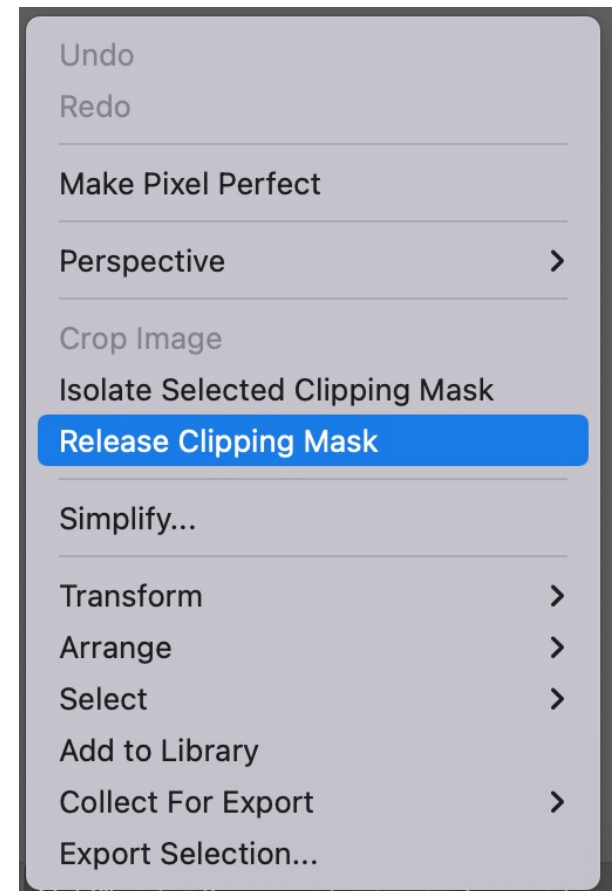 Undo
Redo
Make Pixel Perfect
Perspective
Crop Image
Isolate Selected Clipping Mask
Release Clipping Mask
Simplify...
Transform
Arrange
Select
Add to Library
Collect For Export
Export Selection...